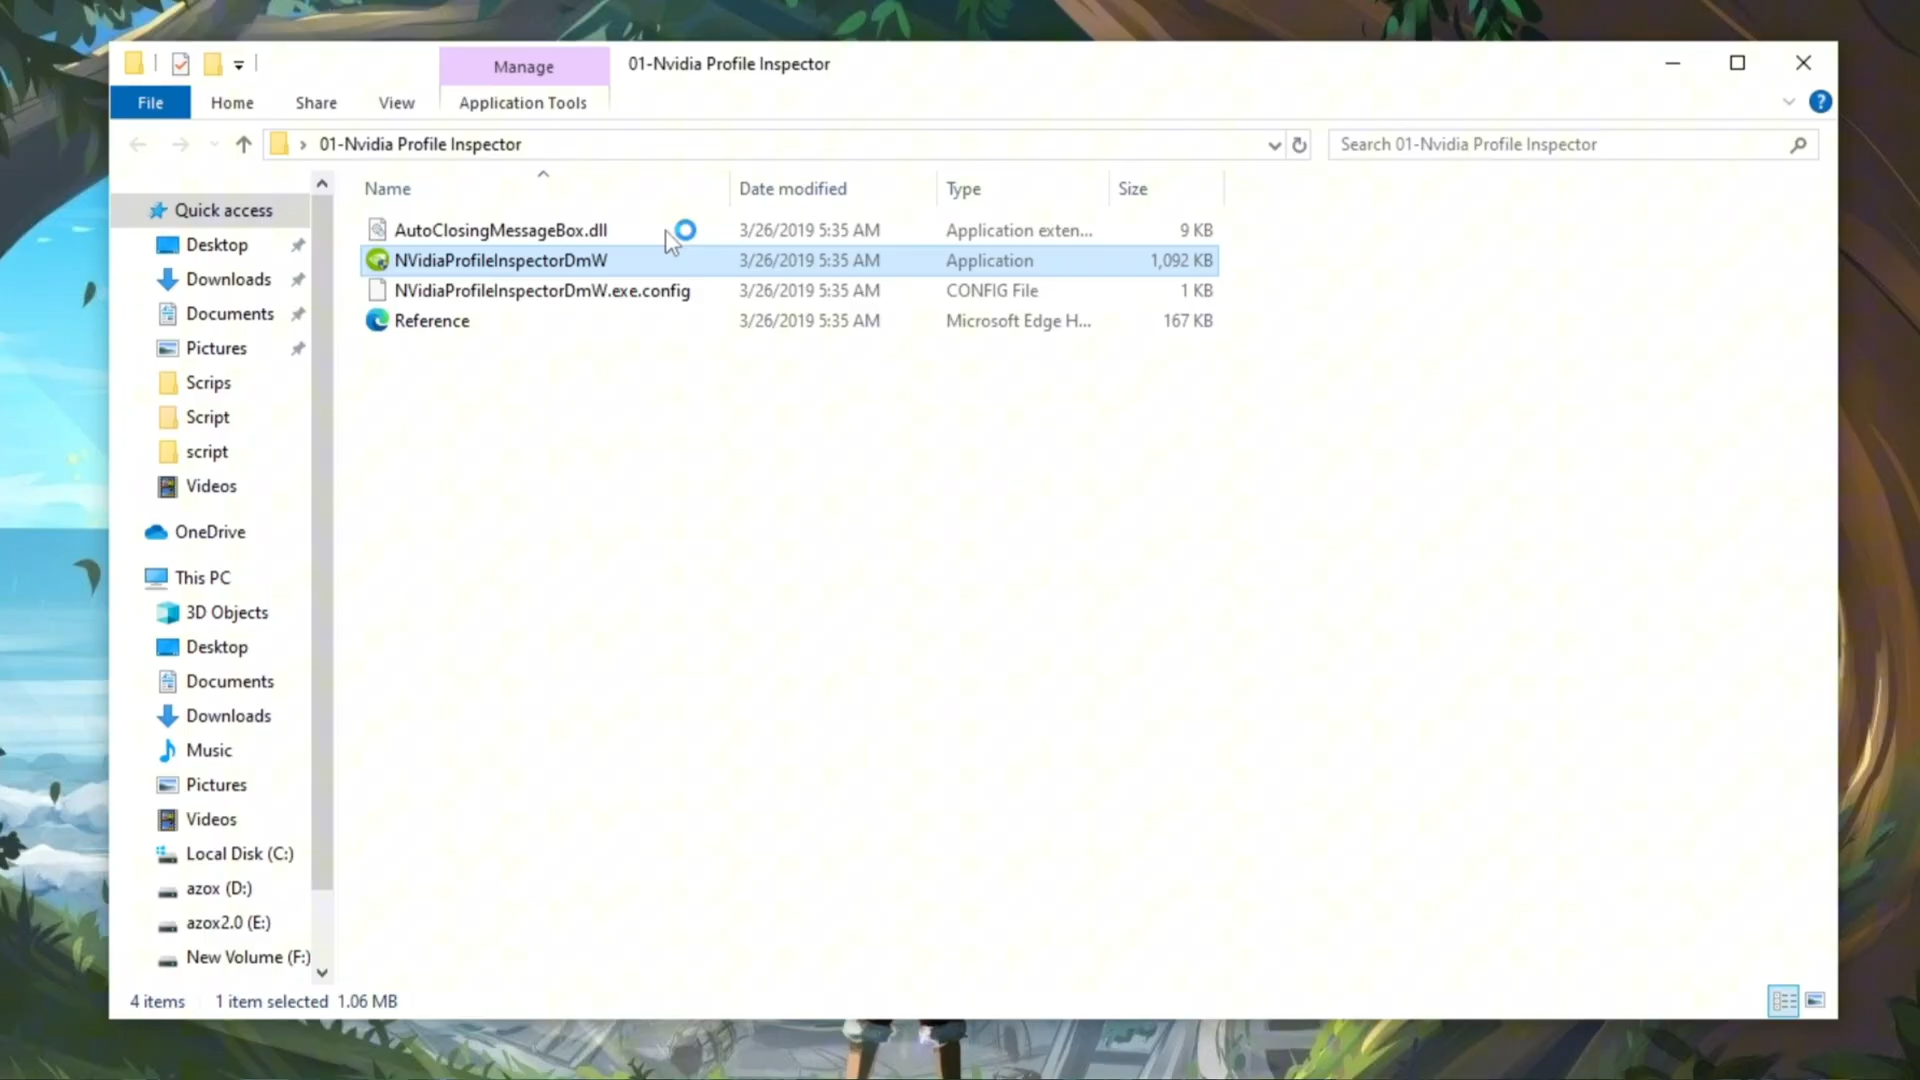 Manage
01-Nvidia Profile Inspector
File
Home
Share
View
Application Tools
?
01-Nvidia Profile Inspector
Search 01-Nvidia Profile Inspector
Name
Date modified
Type
Size
AutoClosingMessageBox.dll
3/26/2019 5:35 AM
Application exten...
9 KB
NVidiaProfileInspectorDmW
3/26/2019 5:35 AM
Application
1,092 KB
NVidiaProfileInspectorDmW.exe.config
3/26/2019 5:35 AM
CONFIG File
1 KB
Reference
3/26/2019 5:35 AM
Microsoft Edge H...
167 KB
Quick access
Desktop
Downloads
Documents
Pictures
Scrips
Script
script
Videos
OneDrive
This PC
3D Objects
Desktop
Documents
Downloads
Music
Pictures
Videos
Local Disk (C:)
azox (D:)
azox2.0 (E:)
New Volume (F:)
4 items
1 item selected 1.06 MB